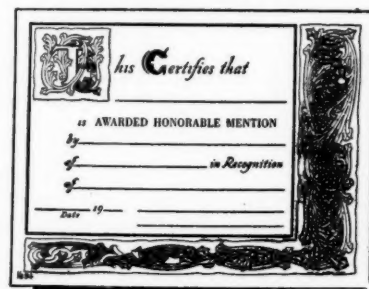 This Certifies that
is AWARDED HONORABLE MENTION
by
of in Recognition
of
Date 19